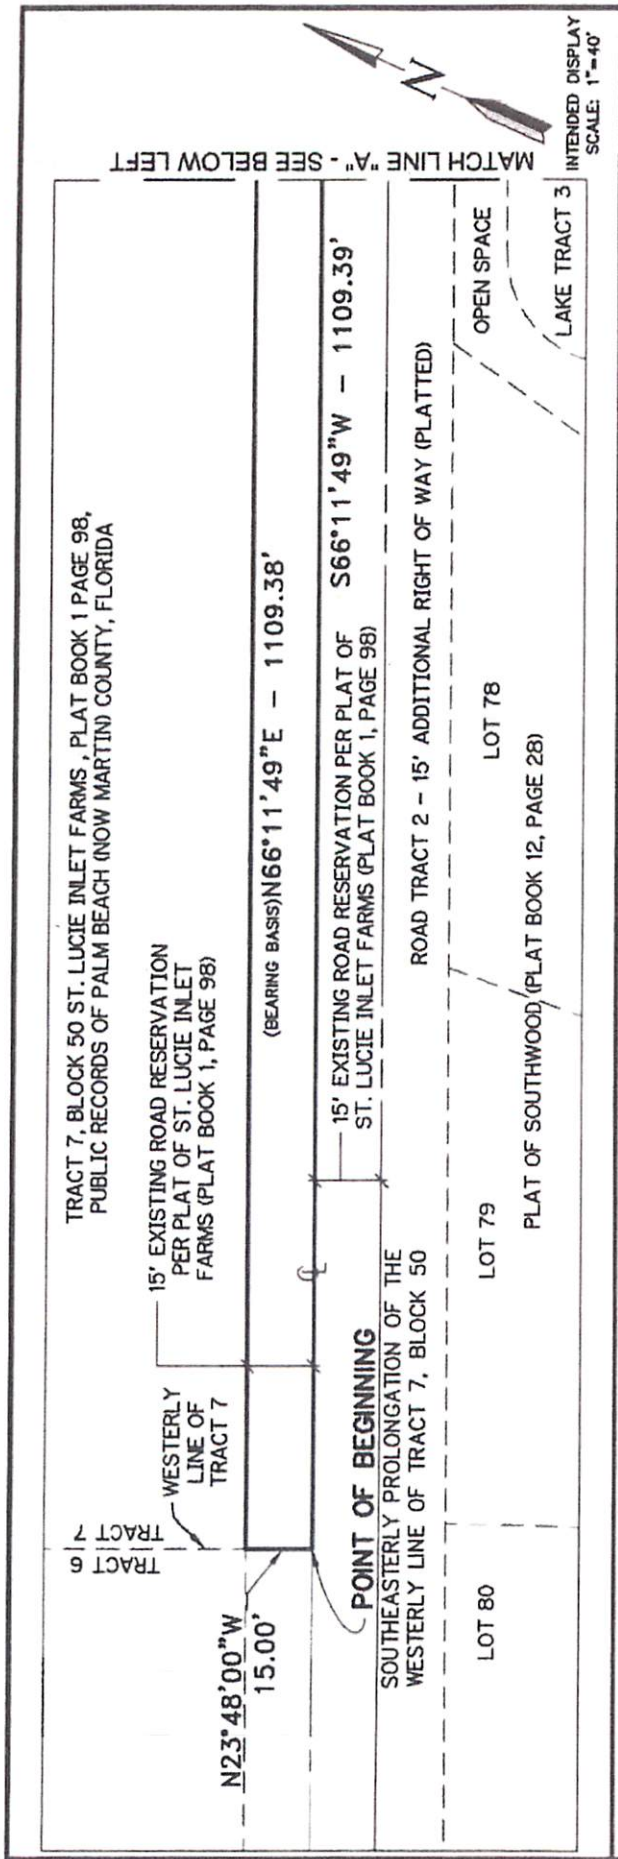 TRACT 7, BLOCK 50 ST. LUCIE INLET FARMS, PLAT BOOK 1 PAGE 98,
PUBLIC RECORDS OF PALM BEACH (NOW MARTIN) COUNTY, FLORIDA
15' EXISTING ROAD RESERVATION
PER PLAT OF ST. LUCIE INLET
FARMS (PLAT BOOK 1, PAGE 98)
WESTERLY
LINE OF
TRACT 7
TRACT 7
TRACT 6
N23°48'00"W
15.00'
(BEARING BASIS)N66°11'49"E - 1109.38'
S66°11'49"W - 1109.39'
15' EXISTING ROAD RESERVATION PER PLAT OF
ST. LUCIE INLET FARMS (PLAT BOOK 1, PAGE 98)
POINT OF BEGINNING
SOUTHEASTERLY PROLONGATION OF THE
WESTERLY LINE OF TRACT 7, BLOCK 50
ROAD TRACT 2 - 15' ADDITIONAL RIGHT OF WAY (PLATTED)
LOT 80
LOT 79
LOT 78
OPEN SPACE
LAKE TRACT 3
PLAT OF SOUTHWOOD (PLAT BOOK 12, PAGE 28)
MATCH LINE "A" - SEE BELOW LEFT
N
INTENDED DISPLAY
SCALE: 1"=40'